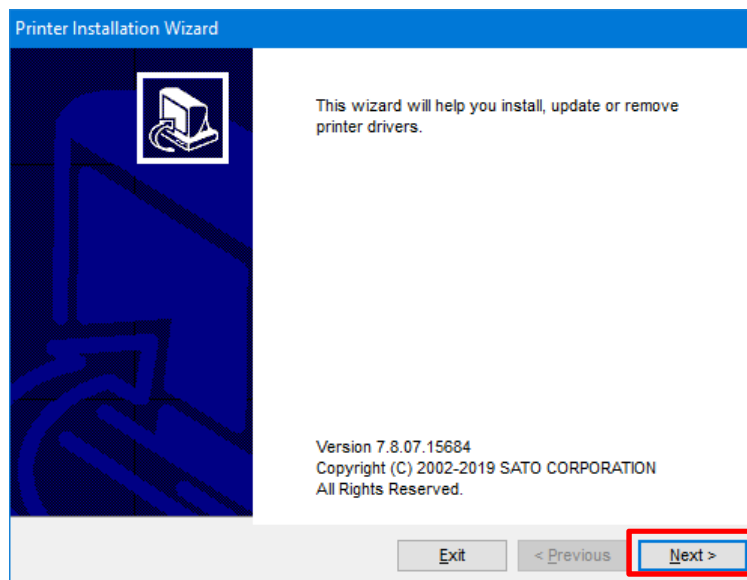 Printer Installation Wizard
This wizard will help you install, update or remove
printer drivers.
Version 7.8.07.15684
Copyright (C) 2002-2019 SATO CORPORATION
All Rights Reserved.
Exit
< Previous
Next >